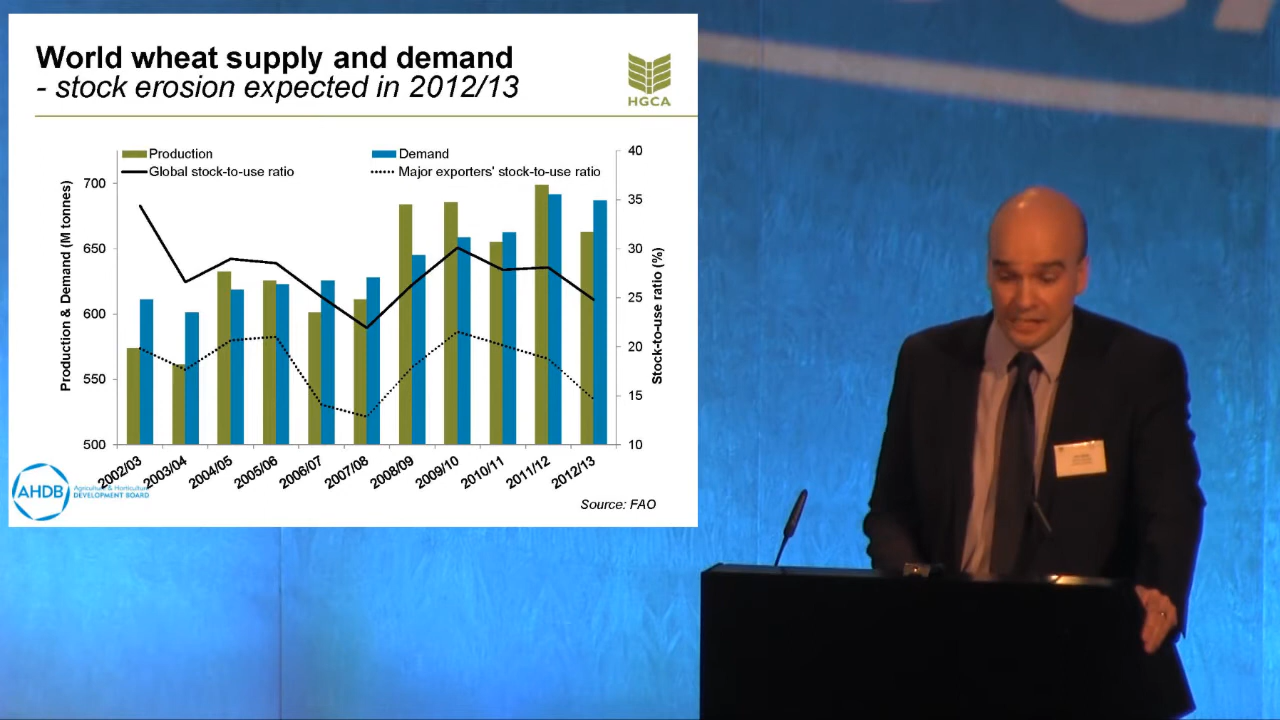 World wheat supply and demand
- stock erosion expected in 2012/13
HGCA
Production
Demand
Global stock-to-use ratio
Major exporters' stock-to-use ratio
Production & Demand (M tonnes)
700
650
600
550
500
40
35
30
25
20
15
10
Stock-to-use ratio (%)
2002/03
2003/04
2004/05
2005/06
2006/07
2007/08
2008/09
2009/10
2010/11
2011/12
2012/13
AHDB
Agriculture & Horticulture
DEVELOPMENT BOARD
Source: FAO